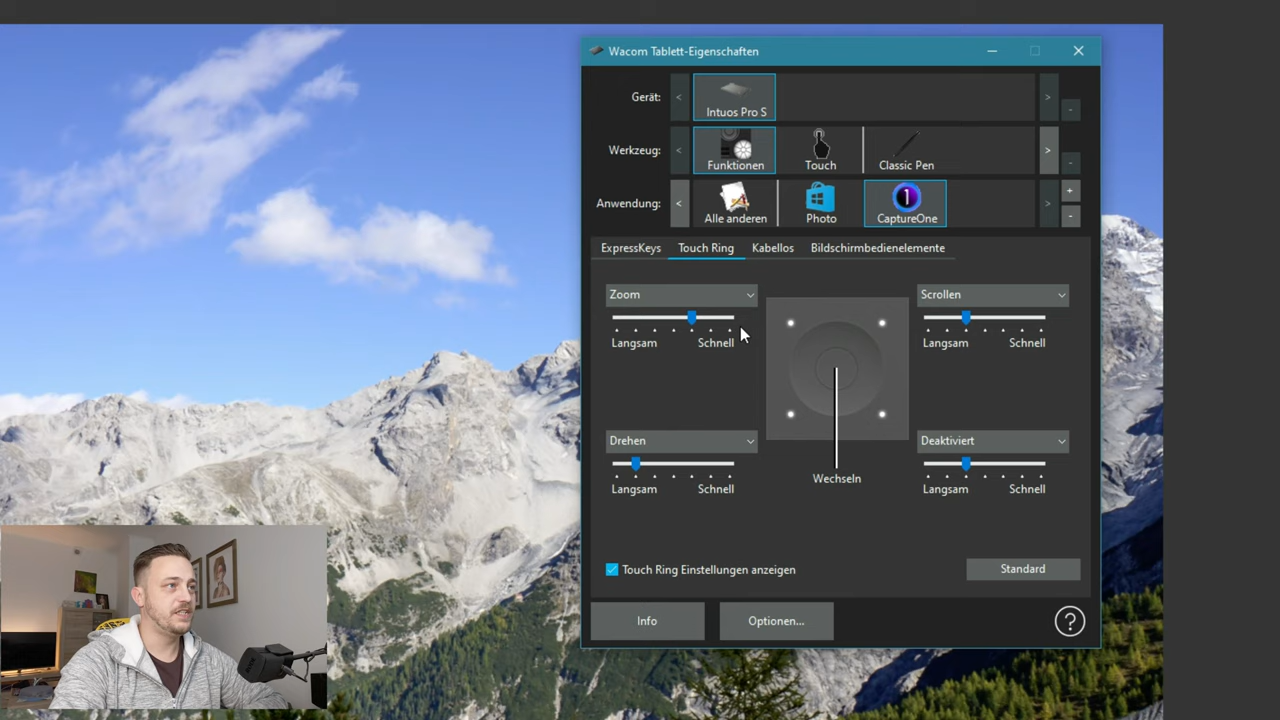 Wacom Tablett-Eigenschaften
Gerät:
Intuos Pro S
Werkzeug:
Funktionen
Touch
Classic Pen
Anwendung:
Alle anderen
Photo
CaptureOne
ExpressKeys
Touch Ring
Kabellos
Bildschirmbedienelemente
Zoom
Scrollen
Langsam
Schnell
Langsam
Schnell
Drehen
Deaktiviert
Langsam
Schnell
Wechseln
Langsam
Schnell
Touch Ring Einstellungen anzeigen
Standard
Info
Optionen...